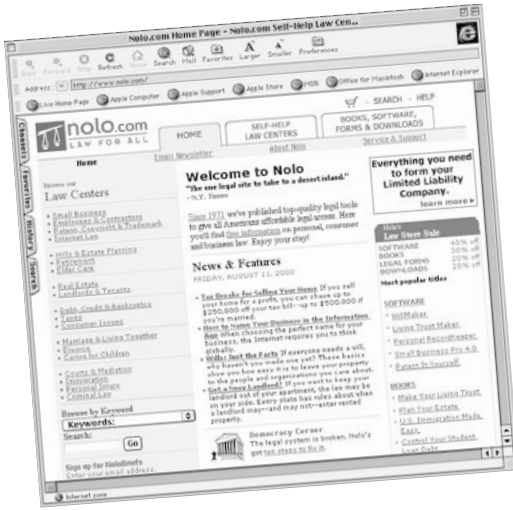 Nolo.com Home Page - Nolo.com Self-Help Law Cen...
Back Forward Stop Refresh Home Search Mail Favorites Larger Smaller Preferences
Address: http://www.nolo.com/
Live Home Page Apple Computer Apple Support Apple Store MSN Office for Macintosh Internet Explorer
Channels
Favorites
History
Search
nolo.com
LAW FOR ALL
SEARCH - HELP
HOME
SELF-HELP
LAW CENTERS
BOOKS, SOFTWARE,
FORMS & DOWNLOADS
Home
Email Newsletter
About Nolo
Service & Support
Browse our
Law Centers
Small Business
Employees & Contractors
Patent, Copyright & Trademark
Internet Law
Wills & Estate Planning
Retirement
Elder Care
Real Estate
Landlords & Tenants
Debt, Credit & Bankruptcy
Taxes
Consumer Issues
Marriage & Living Together
Divorce
Caring for Children
Courts & Mediation
Immigration
Personal Injury
Criminal Law
Browse by Keyword
Keywords:
Search:
Go
Sign up for NoloBriefs
Enter your email address.
Welcome to Nolo
"The one legal site to take to a desert island."
- N.Y. Times
Since 1971 we've published top-quality legal tools
to give all Americans affordable legal access. Here
you'll find free information on personal, consumer
and business law. Enjoy your stay!
News & Features
FRIDAY, AUGUST 11, 2000
Tax Breaks for Selling Your Home If you sell
your home for a profit, you can shave up to
$250,000 off your tax bill--up to $500,000 if
you're married.
How to Name Your Business in the Information
Age When choosing the perfect name for your
business, the Internet requires you to think
globally.
Wills: Just the Facts If everyone needs a will,
why haven't you made one yet? These basics
show you how easy it is to leave your property
to the people and organizations you care about.
Got a New Landlord? If you want to keep your
landlord out of your apartment, the law may be
on your side. Every state has rules about when
a landlord may--and may not--enter rented
property.
Democracy Corner
The legal system is broken. Nolo's
got ten steps to fix it.
Everything you need
to form your
Limited Liability
Company.
learn more
Nolo's
Law Store Sale
SOFTWARE 40% off
BOOKS 30% off
LEGAL FORMS 20% off
DOWNLOADS 20% off
Most popular titles
SOFTWARE
WillMaker
Living Trust Maker
Personal RecordKeeper
Small Business Pro 4.0
Patent It Yourself
BOOKS
Make Your Living Trust
Plan Your Estate
U.S. Immigration Made
Easy
Control Your Student
Loan Debt
Internet zone